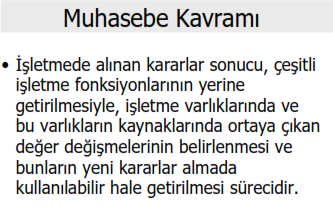 Muhasebe Kavramı
• İşletmede alınan kararlar sonucu, çeşitli
işletme fonksiyonlarının yerine
getirilmesiyle, işletme varlıklarında ve
bu varlıkların kaynaklarında ortaya çıkan
değer değişmelerinin belirlenmesi ve
bunların yeni kararlar almada
kullanılabilir hale getirilmesi sürecidir.